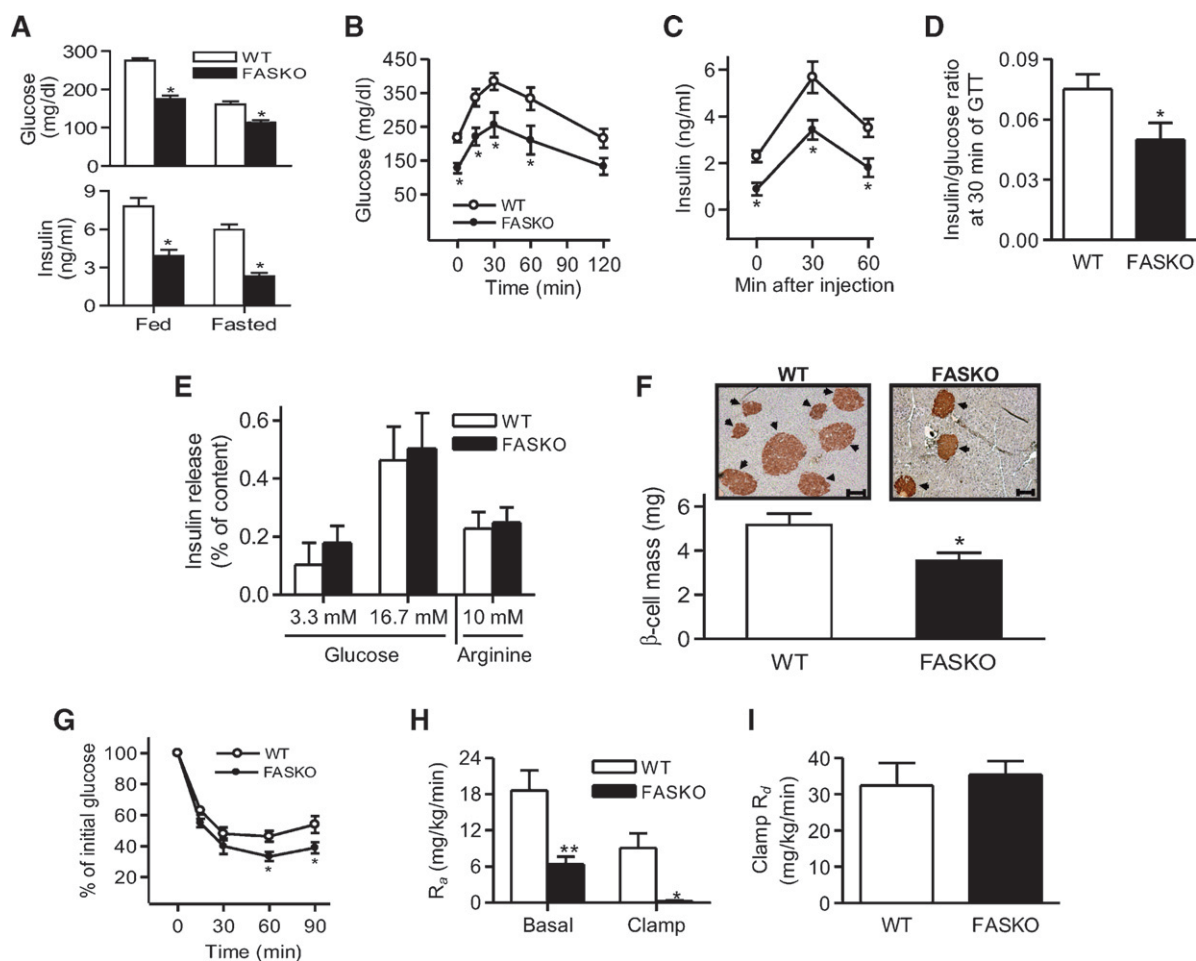 A
WT
FASKO
Glucose
(mg/dl)
300
200
100
0
*
*
Insulin
(ng/ml)
9
6
3
0
*
*
Fed
Fasted
B
Glucose (mg/dl)
450
350
250
150
50
*
*
*
*
WT
FASKO
0 30 60 90 120
Time (min)
C
Insulin (ng/ml)
6
4
2
0
*
*
*
0 30 60
Min after injection
D
Insulin/glucose ratio
at 30 min of GTT
0.09
0.06
0.03
0.00
*
WT FASKO
E
Insulin release
(% of content)
0.6
0.4
0.2
0.0
WT
FASKO
3.3 mM 16.7 mM 10 mM
Glucose Arginine
F
WT FASKO
β-cell mass (mg)
6
4
2
0
*
WT FASKO
G
% of initial glucose
100
80
60
40
20
WT
FASKO
*
*
0 30 60 90
Time (min)
H
Ra (mg/kg/min)
24
18
12
6
0
WT
FASKO
**
*
Basal Clamp
I
Clamp Rd
(mg/kg/min)
40
30
20
10
0
WT FASKO